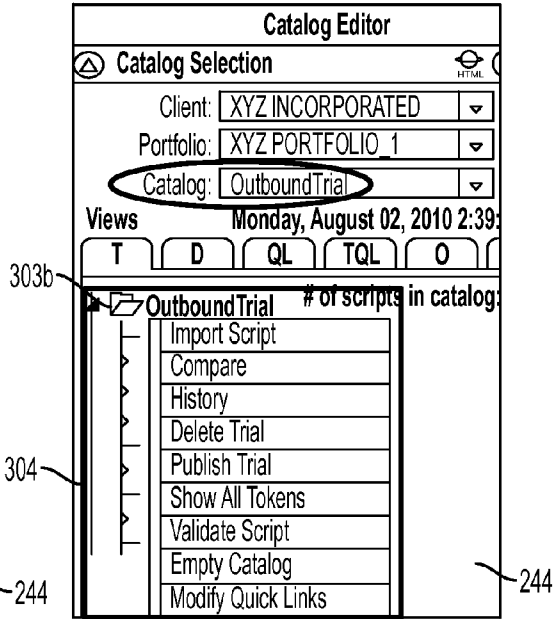 Catalog Editor
Catalog Selection
HTML
Client: XYZ INCORPORATED
Portfolio: XYZ PORTFOLIO_1
Catalog: OutboundTrial
Views Monday, August 02, 2010 2:39:
T D QL TQL O
303b
OutboundTrial # of scripts in catalog:
Import Script
Compare
History
Delete Trial
Publish Trial
304
Show All Tokens
Validate Script
Empty Catalog
244
244
Modify Quick Links